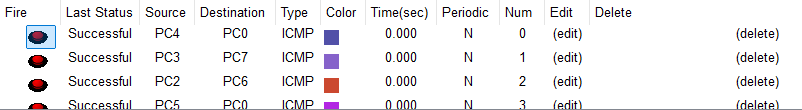 Fire Last Status Source Destination Type Color Time(sec) Periodic Num Edit Delete
Successful PC4 PC0 ICMP 0.000 N 0 (edit) (delete)
Successful PC3 PC7 ICMP 0.000 N 1 (edit) (delete)
Successful PC2 PC6 ICMP 0.000 N 2 (edit) (delete)
Successful PC5 PC0 ICMP 0.000 N 3 (edit) (delete)